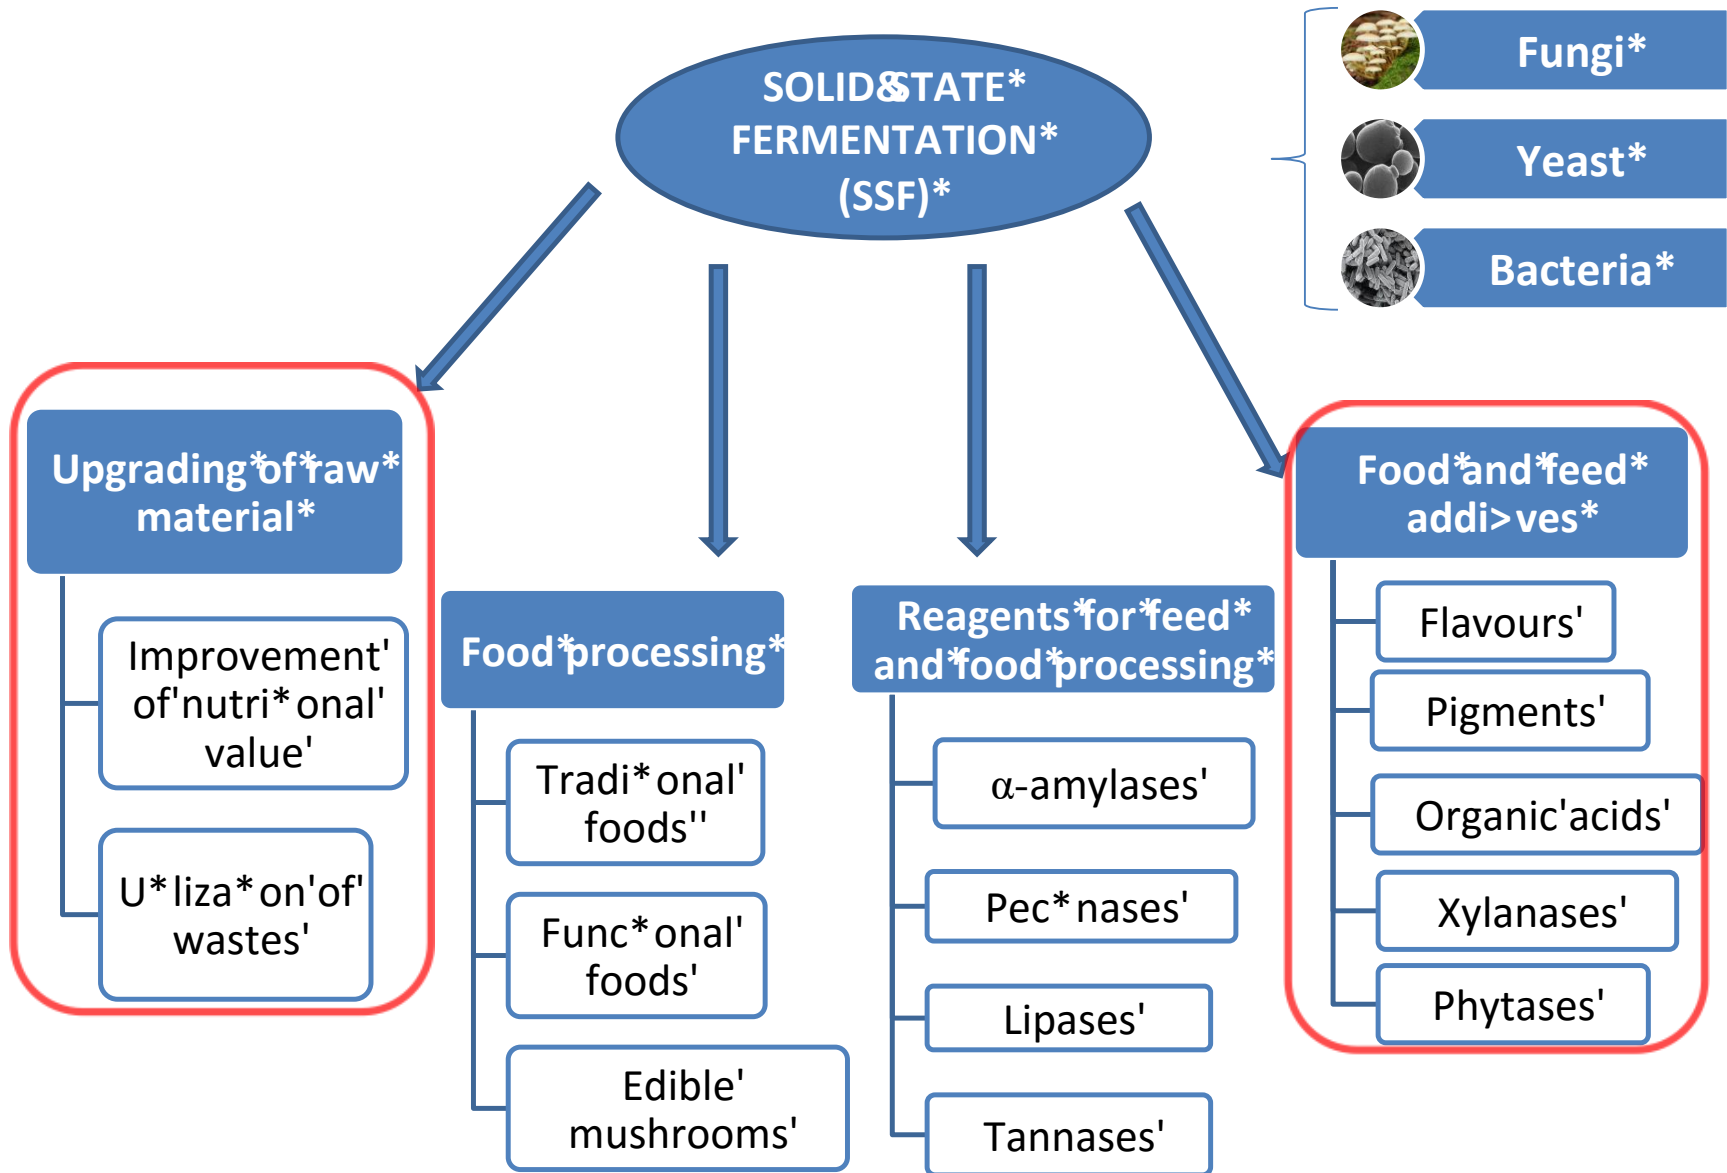 SOLID&STATE*
FERMENTATION*
(SSF)*
Fungi*
Yeast*
Bacteria*
Upgrading*of*raw*
material*
Improvement'
of'nutri*onal'
value'
U*liza*on'of'
wastes'
Food*processing*
Tradi*onal'
foods''
Func*onal'
foods'
Edible'
mushrooms'
Reagents*for*feed*
and*food*processing*
α-amylases'
Pec*nases'
Lipases'
Tannases'
Food*and*feed*
addi>ves*
Flavours'
Pigments'
Organic'acids'
Xylanases'
Phytases'